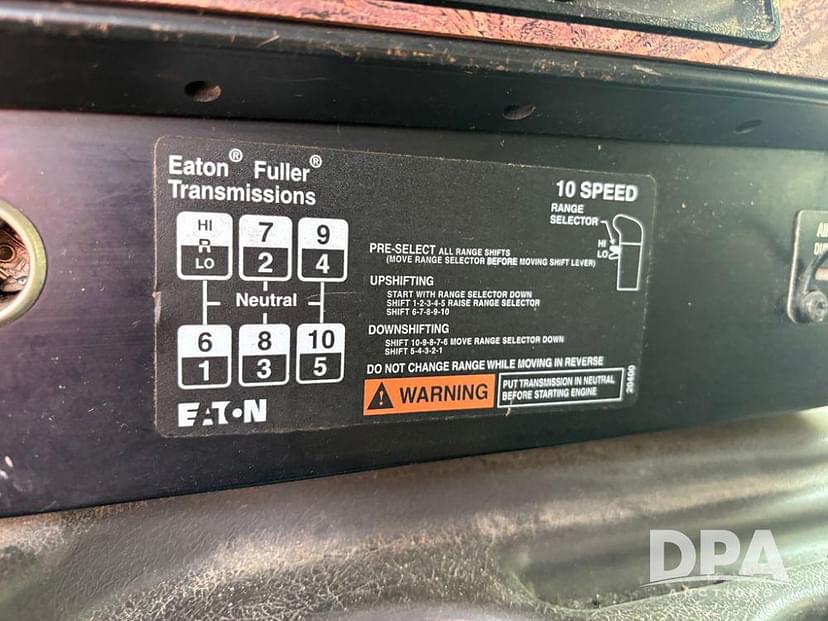 Eaton® Fuller®
Transmissions
10 SPEED
RANGE
SELECTOR
HI
LO
HI
R
LO
7
2
9
4
Neutral
6
1
8
3
10
5
EATON
PRE-SELECT ALL RANGE SHIFTS
(MOVE RANGE SELECTOR BEFORE MOVING SHIFT LEVER)
UPSHIFTING
START WITH RANGE SELECTOR DOWN
SHIFT 1-2-3-4-5 RAISE RANGE SELECTOR
SHIFT 6-7-8-9-10
DOWNSHIFTING
SHIFT 10-9-8-7-6 MOVE RANGE SELECTOR DOWN
SHIFT 5-4-3-2-1
DO NOT CHANGE RANGE WHILE MOVING IN REVERSE
WARNING
PUT TRANSMISSION IN NEUTRAL
BEFORE STARTING ENGINE
20400
DPA
AUCTIONS